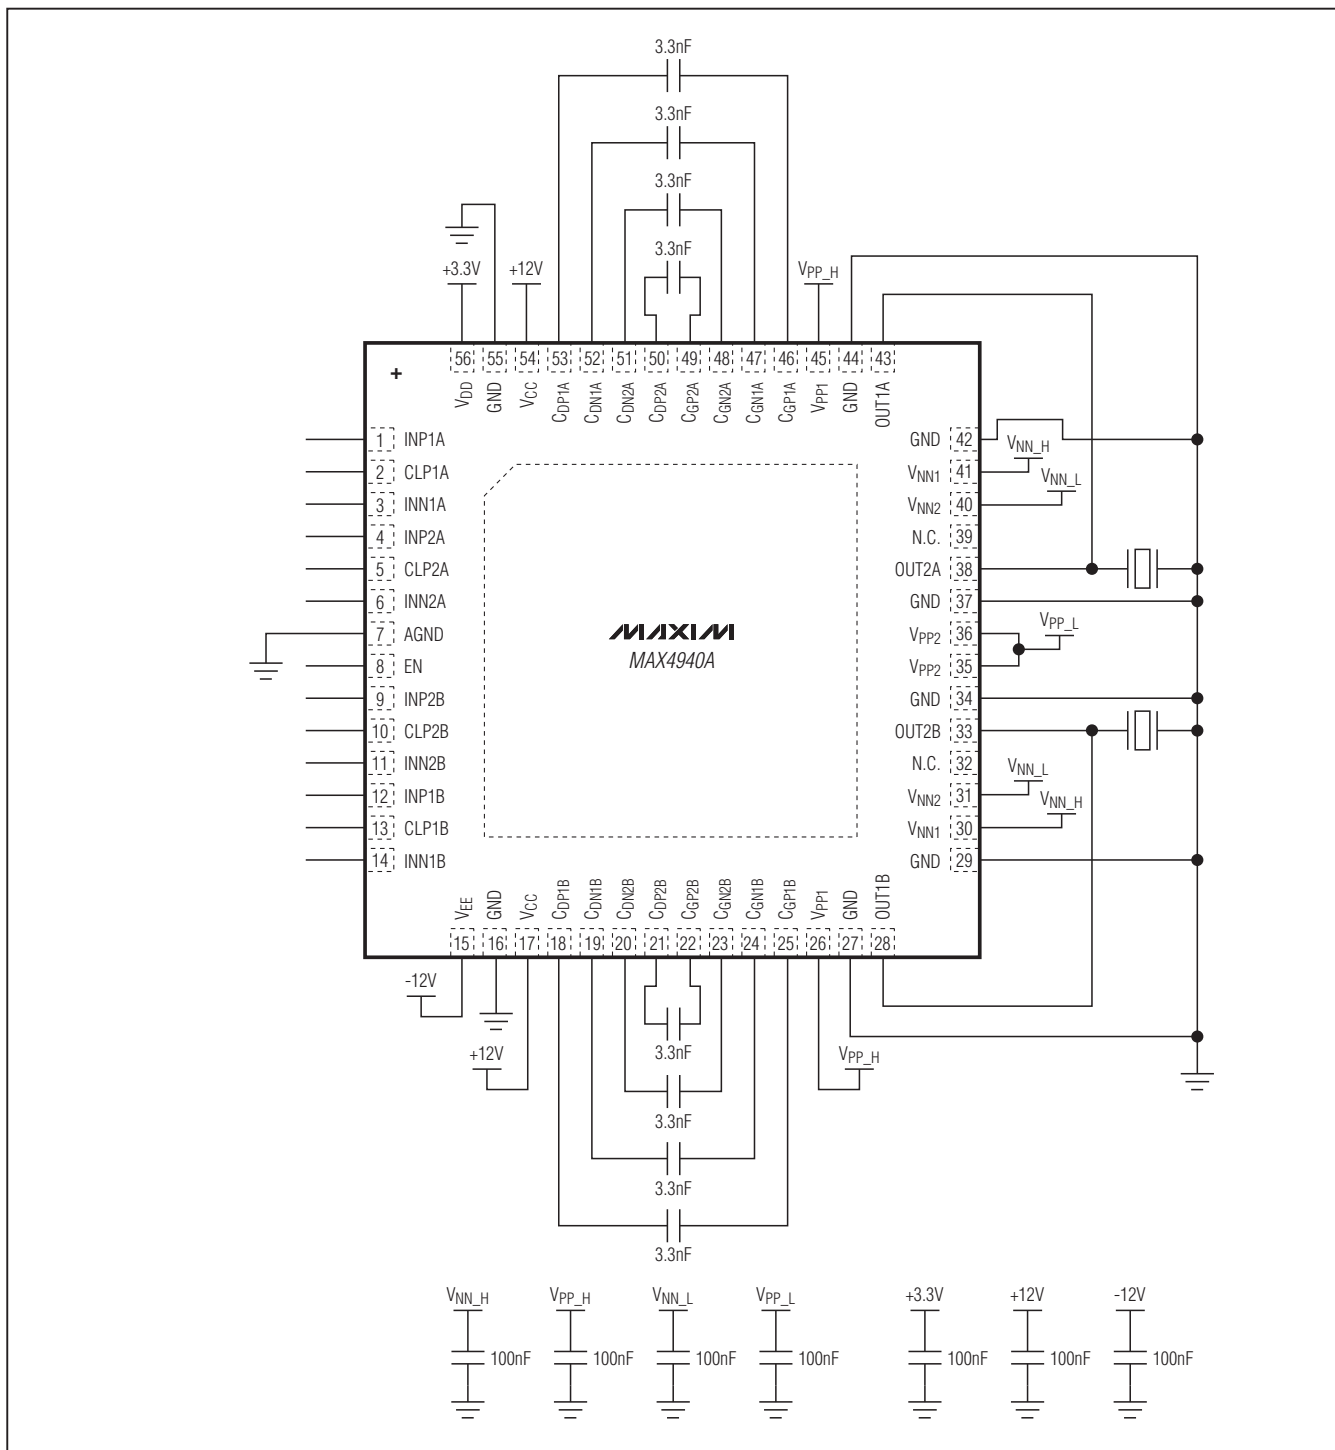 3.3nF
3.3nF
3.3nF
3.3nF
+3.3V +12V VPP_H
56 55 54 53 52 51 50 49 48 47 46 45 44 43
+
VDD GND VCC CDP1A CDN1A CDN2A CDP2A CGP2A CGN2A CGN1A CGP1A VPP1 GND OUT1A
1 INP1A
2 CLP1A
3 INN1A
4 INP2A
5 CLP2A
6 INN2A
7 AGND
8 EN
9 INP2B
10 CLP2B
11 INN2B
12 INP1B
13 CLP1B
14 INN1B
MAXIM
MAX4940A
GND 42
VNN_H
VNN1 41
VNN_L
VNN2 40
N.C. 39
OUT2A 38
GND 37
VPP_L
VPP2 36
VPP2 35
GND 34
OUT2B 33
N.C. 32
VNN_L
VNN2 31
VNN_H
VNN1 30
GND 29
VEE GND VCC CDP1B CDN1B CDN2B CDP2B CGP2B CGN2B CGN1B CGP1B VPP1 GND OUT1B
15 16 17 18 19 20 21 22 23 24 25 26 27 28
-12V
+12V 3.3nF VPP_H
3.3nF
3.3nF
3.3nF
VNN_H VPP_H VNN_L VPP_L +3.3V +12V -12V
100nF 100nF 100nF 100nF 100nF 100nF 100nF